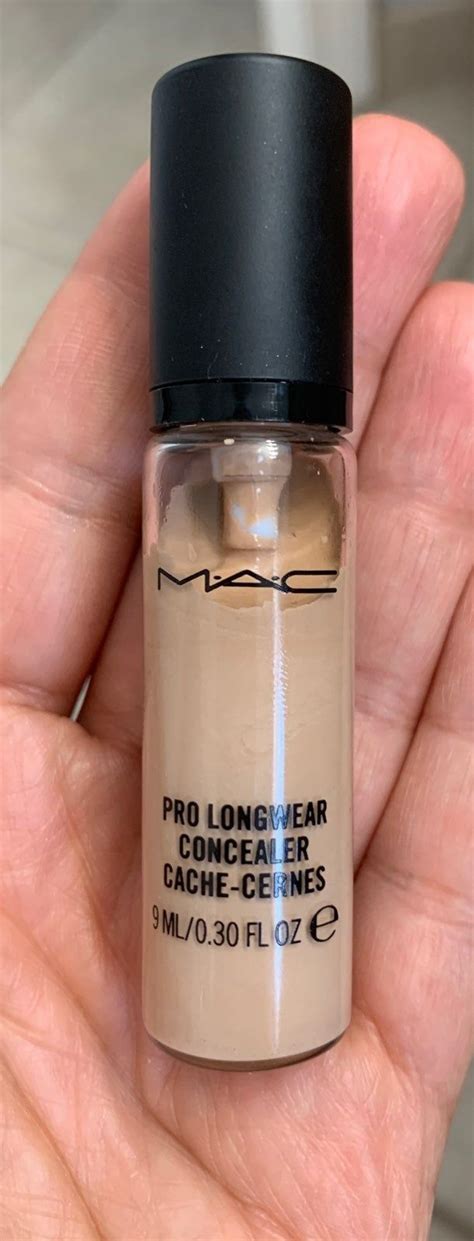 M·A·C
PRO LONGWEAR
CONCEALER
CACHE-CERNES
9 ML/0.30 FL OZ ℮